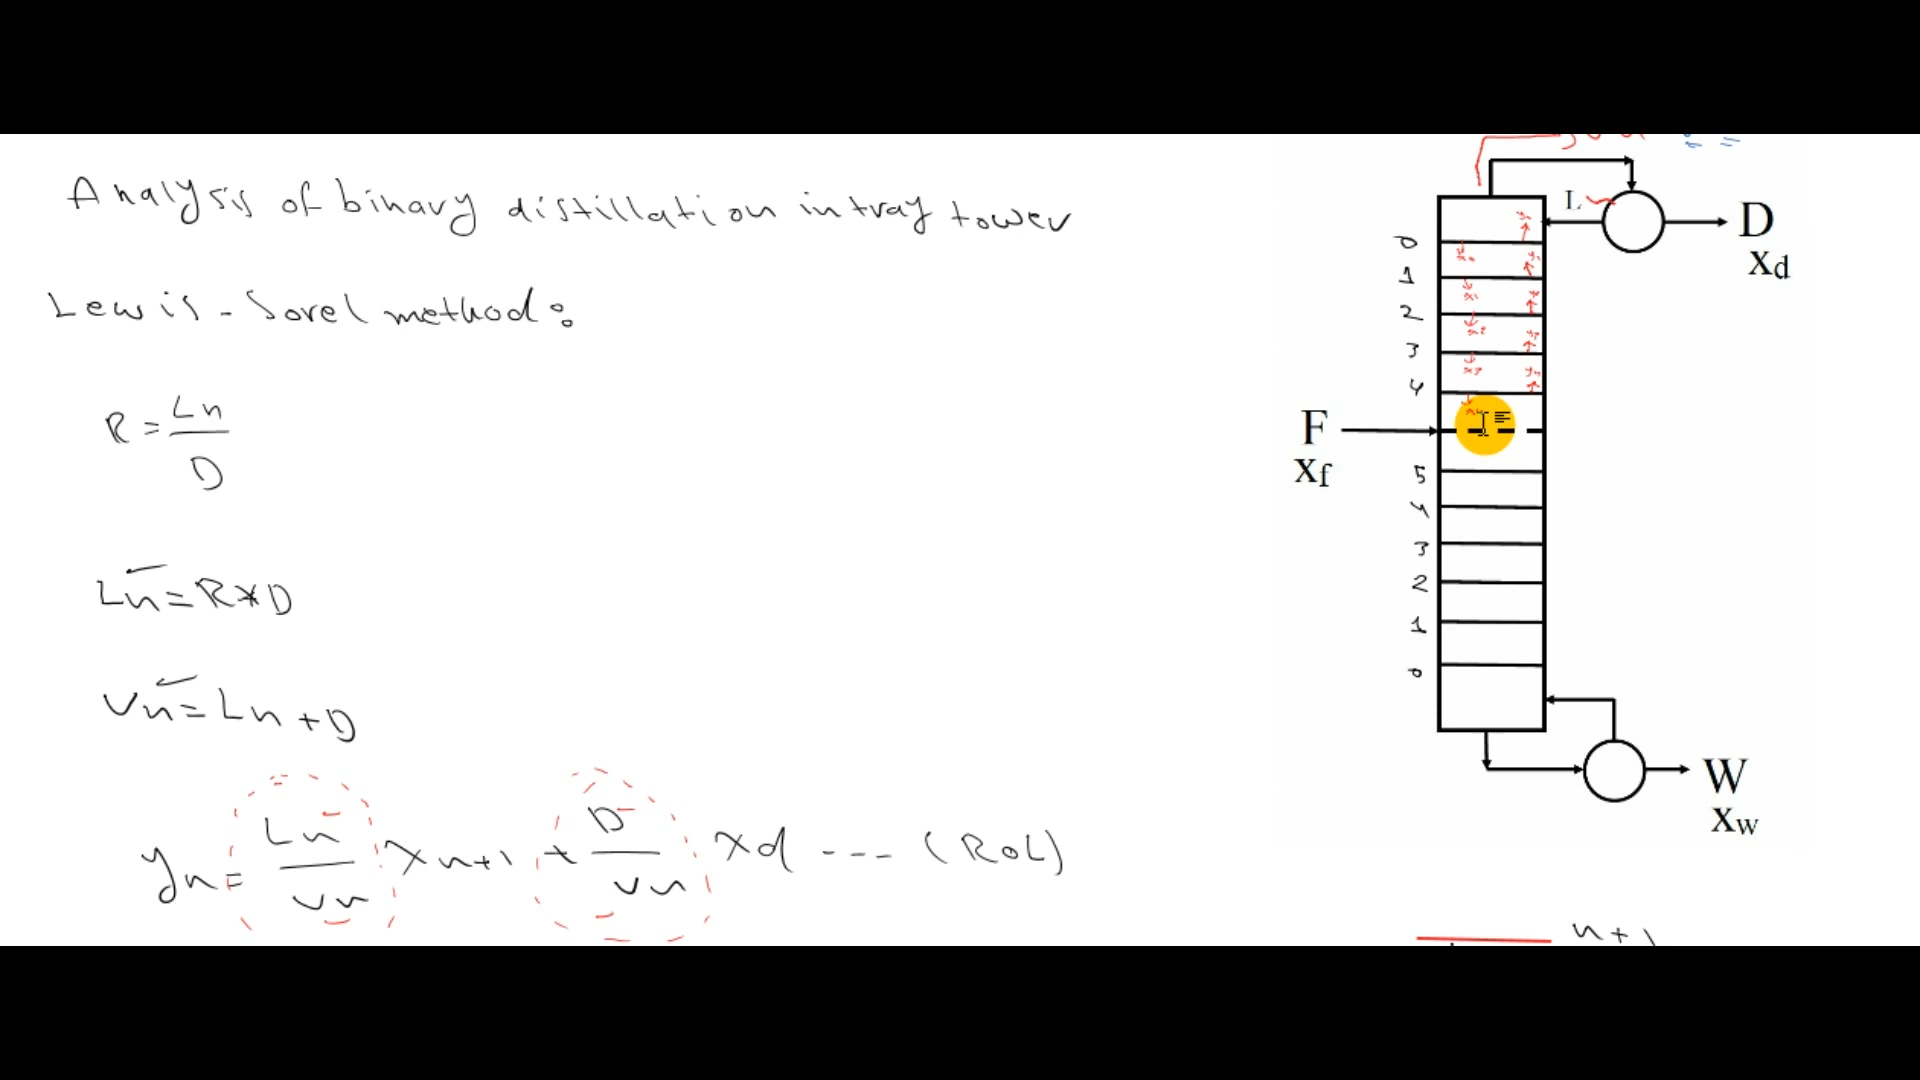 Analysis of binary distillation in tray tower
Lewis - Sorel method:
R = Ln / D
Ln = R * D
Vn = Ln + D
yn = Ln / Vn xn+1 + D / Vn xd --- (ROL)
L
D
xd
0
1
2
3
4
F
xf
5
4
3
2
1
0
W
xw
n+1